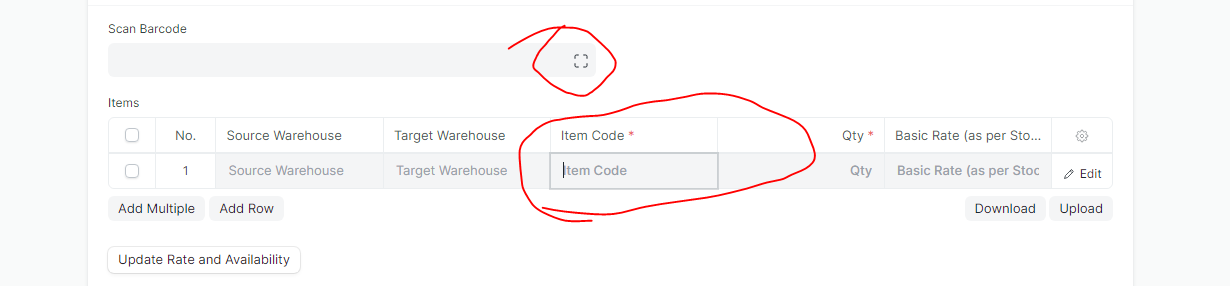 Scan Barcode
Items
No. Source Warehouse Target Warehouse Item Code * Qty * Basic Rate (as per Sto...
1 Source Warehouse Target Warehouse Item Code Qty Basic Rate (as per Stoc Edit
Add Multiple Add Row Download Upload
Update Rate and Availability